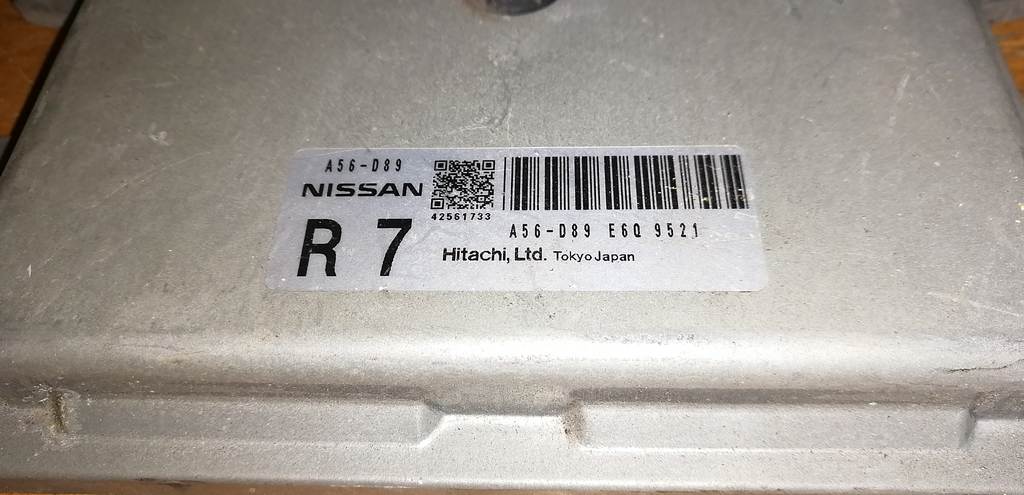 A56-D89
NISSAN
R 7
42561733
A56-D89 E6Q 9521
Hitachi, Ltd. Tokyo Japan